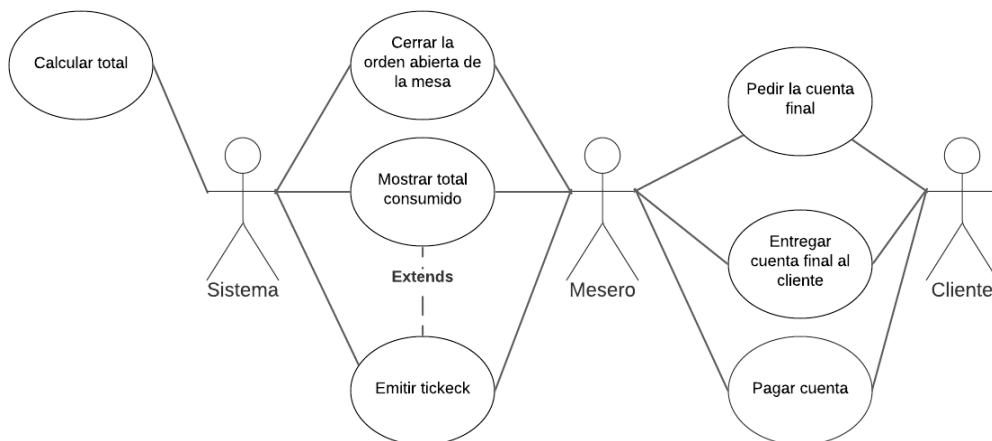 Calcular total
Cerrar la
orden abierta de
la mesa
Pedir la cuenta
final
Mostrar total
consumido
Entregar
cuenta final al
cliente
Extends
Sistema
Mesero
Cliente
Emitir tickeck
Pagar cuenta